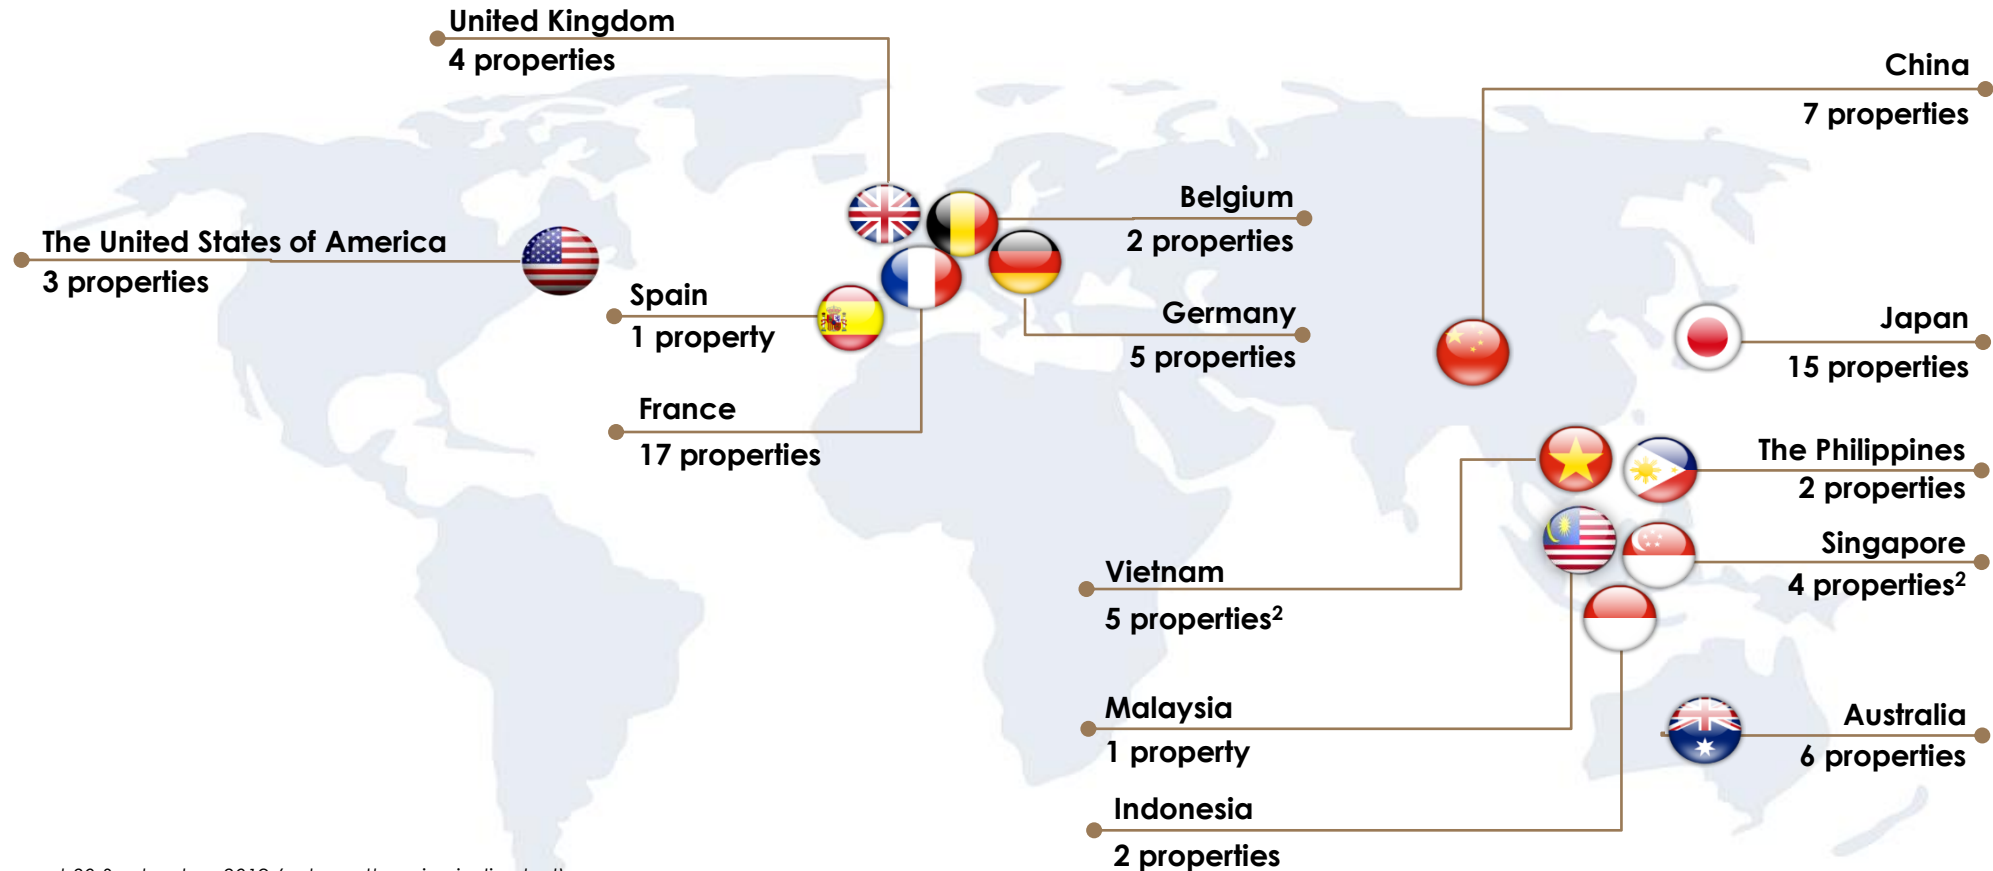 United Kingdom
4 properties
China
7 properties
Belgium
2 properties
The United States of America
3 properties
Spain
1 property
Germany
5 properties
Japan
15 properties
France
17 properties
The Philippines
2 properties
Singapore
4 properties²
Vietnam
5 properties²
Malaysia
1 property
Australia
6 properties
Indonesia
2 properties